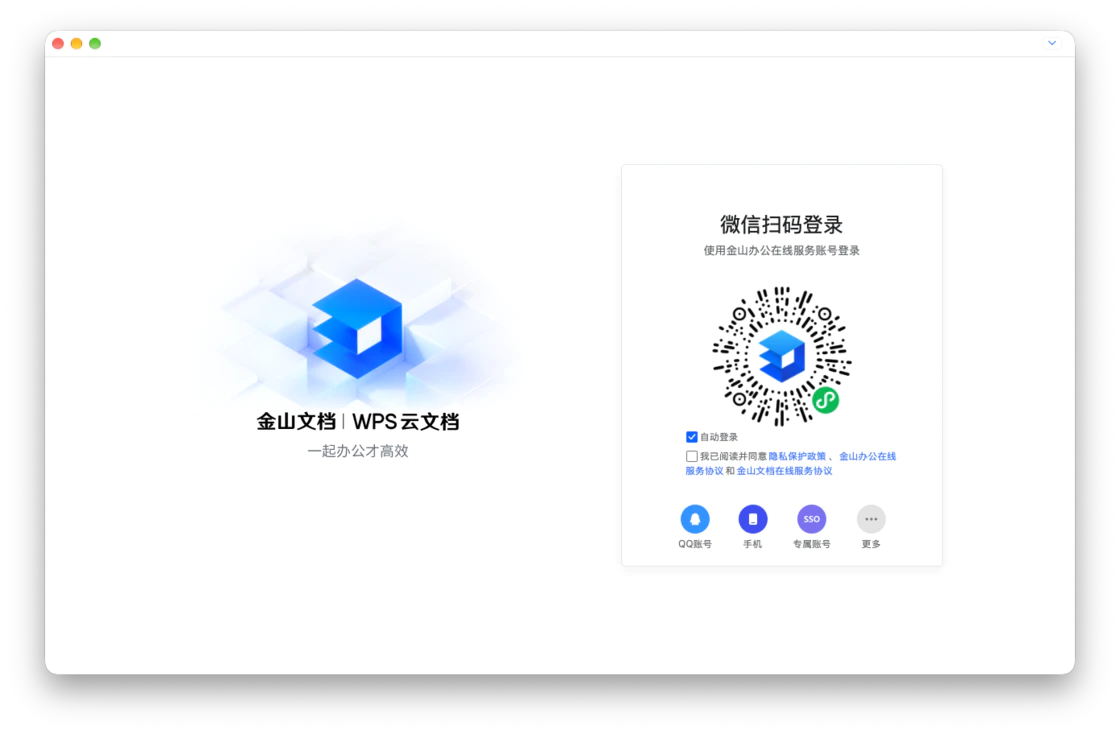 金山文档 | WPS 云文档
一起办公才高效
微信扫码登录
使用金山办公在线服务账号登录
自动登录
我已阅读并同意 隐私保护政策 、 金山办公在线
服务协议 和 金山文档在线服务协议
SSO
QQ账号 手机 专属账号 更多